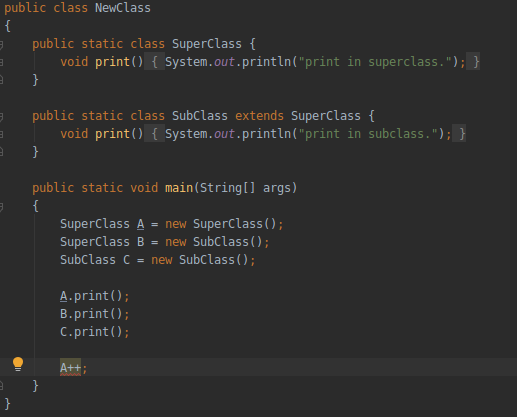 public class NewClass
{
    public static class SuperClass {
        void print() { System.out.println("print in superclass."); }
    }

    public static class SubClass extends SuperClass {
        void print() { System.out.println("print in subclass."); }
    }

    public static void main(String[] args)
    {
        SuperClass A = new SuperClass();
        SuperClass B = new SubClass();
        SubClass C = new SubClass();

        A.print();
        B.print();
        C.print();

        A++;
    }
}